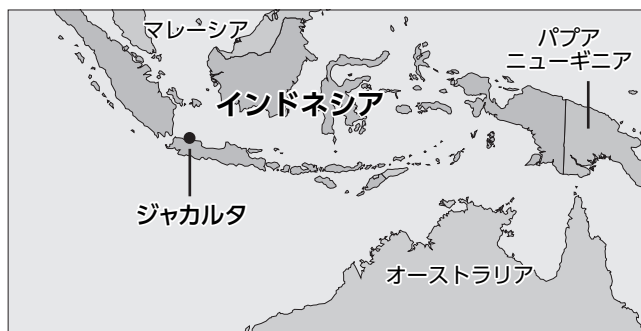 マレーシア
パプア
ニューギニア
インドネシア
ジャカルタ
オーストラリア